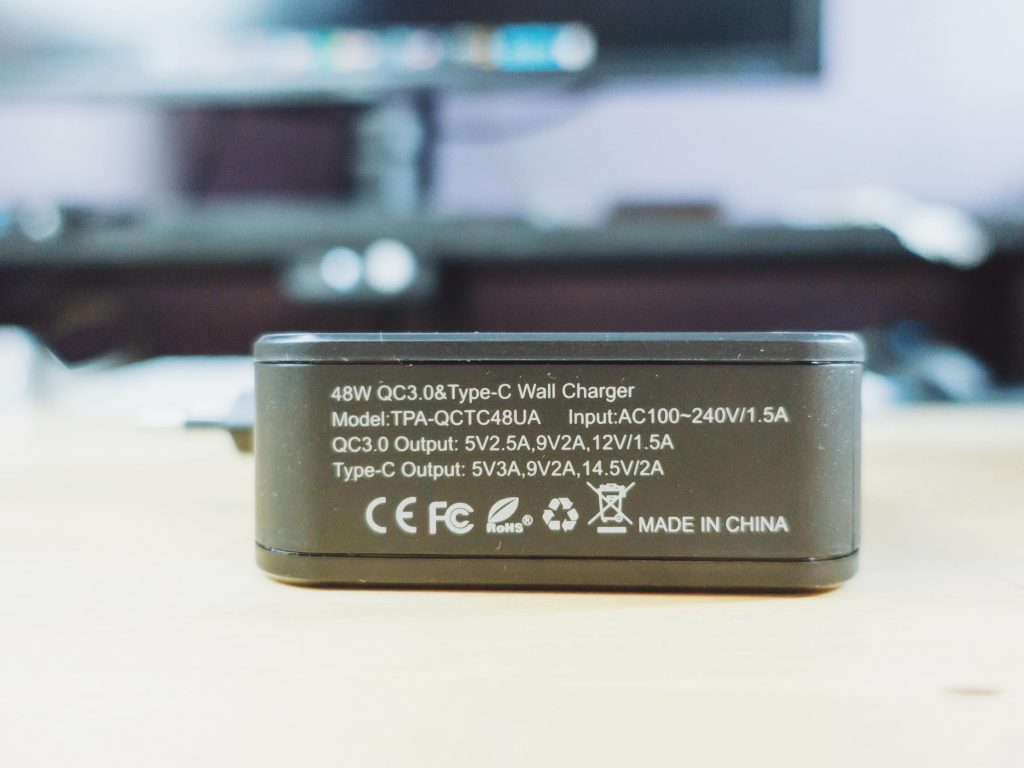 48W QC3.0&Type-C Wall Charger
Model:TPA-QCTC48UA Input:AC100~240V/1.5A
QC3.0 Output: 5V2.5A,9V2A,12V/1.5A
Type-C Output: 5V3A,9V2A,14.5V/2A
CE FC RoHS® MADE IN CHINA